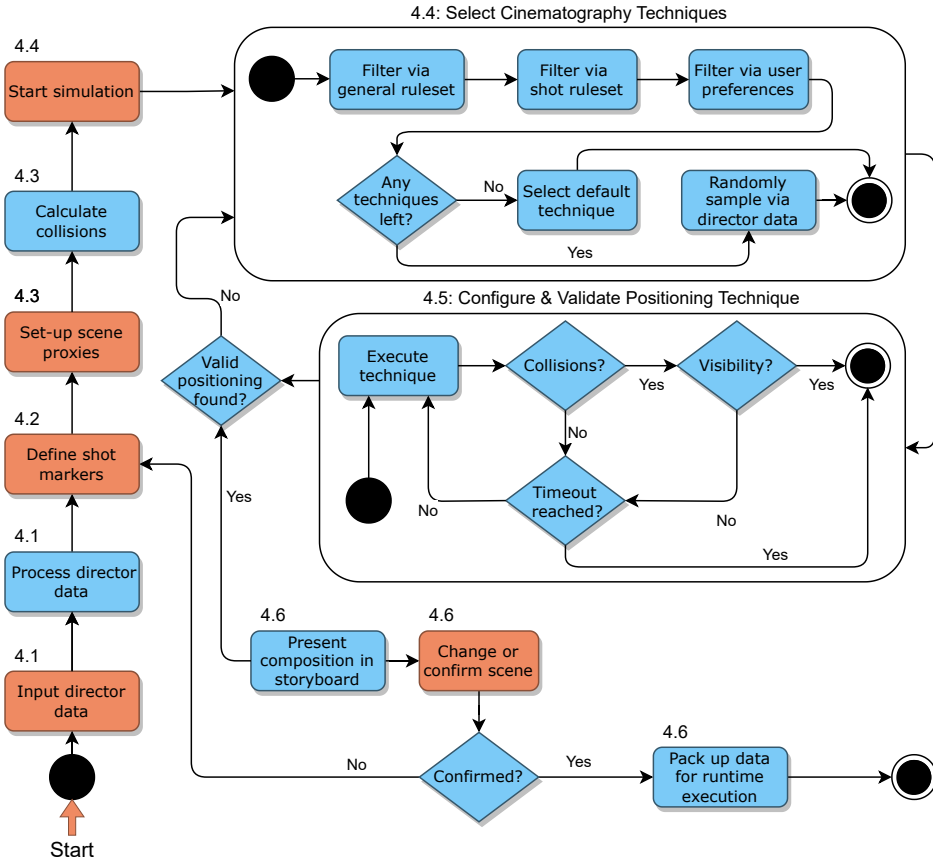 4.4: Select Cinematography Techniques
4.4
Start simulation
Filter via
general ruleset
Filter via
shot ruleset
Filter via user
preferences
Any
techniques
left?
No
Select default
technique
Randomly
sample via
director data
Yes
4.3
Calculate
collisions
No
4.5: Configure & Validate Positioning Technique
4.3
Set-up scene
proxies
Valid
positioning
found?
Execute
technique
Collisions?
Yes
Visibility?
Yes
No
4.2
Define shot
markers
Yes
Timeout
reached?
No
No
Yes
4.1
Process director
data
4.6
Present
composition in
storyboard
4.6
Change or
confirm scene
4.1
Input director
data
No
Confirmed?
Yes
4.6
Pack up data
for runtime
execution
Start